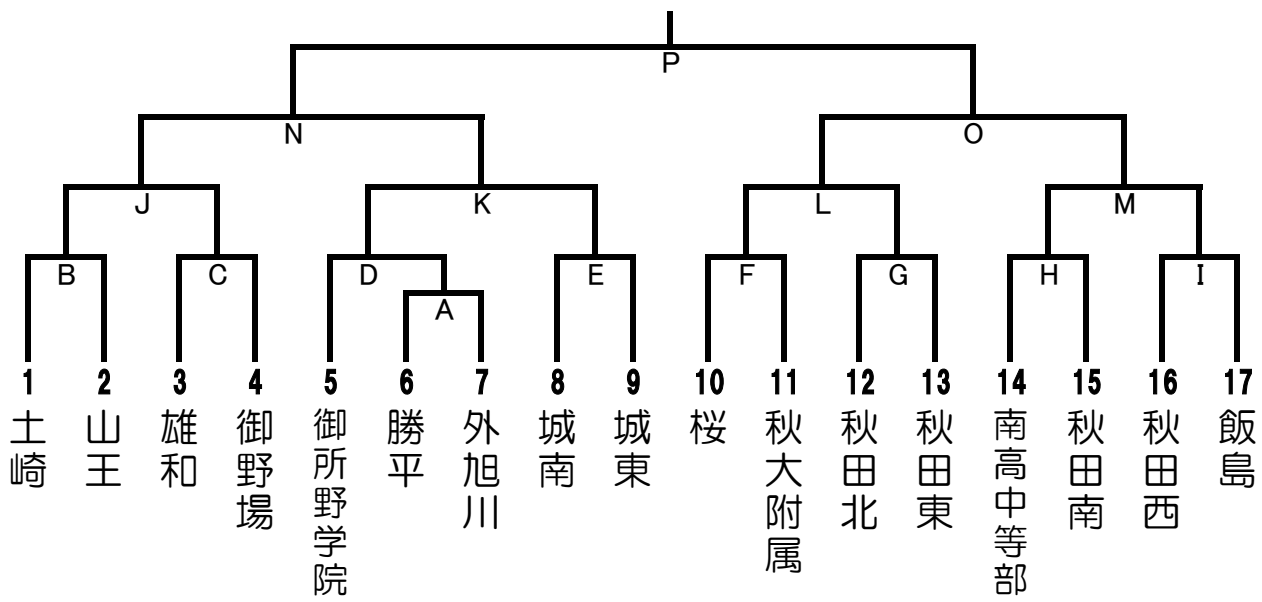 P
N
O
J
K
L
M
B
C
D
E
F
G
H
I
A
1
2
3
4
5
6
7
8
9
10
11
12
13
14
15
16
17
土崎
山王
雄和
御野場
御所野学院
勝平
外旭川
城南
城東
桜
秋大附属
秋田北
秋田東
南高中等部
秋田南
秋田西
飯島